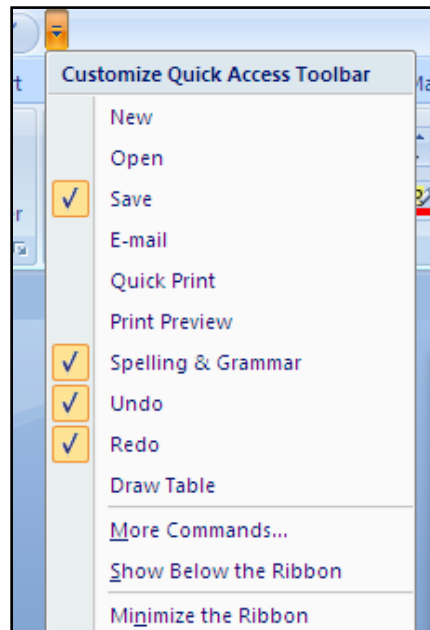 Customize Quick Access Toolbar
New
Open
Save
E-mail
Quick Print
Print Preview
Spelling & Grammar
Undo
Redo
Draw Table
More Commands...
Show Below the Ribbon
Minimize the Ribbon